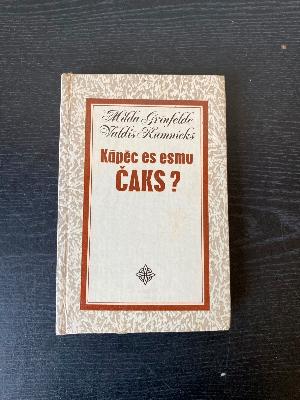 Milda Grīnfelde
Valdis Rūmnieks
Kāpēc es esmu
ČAKS?